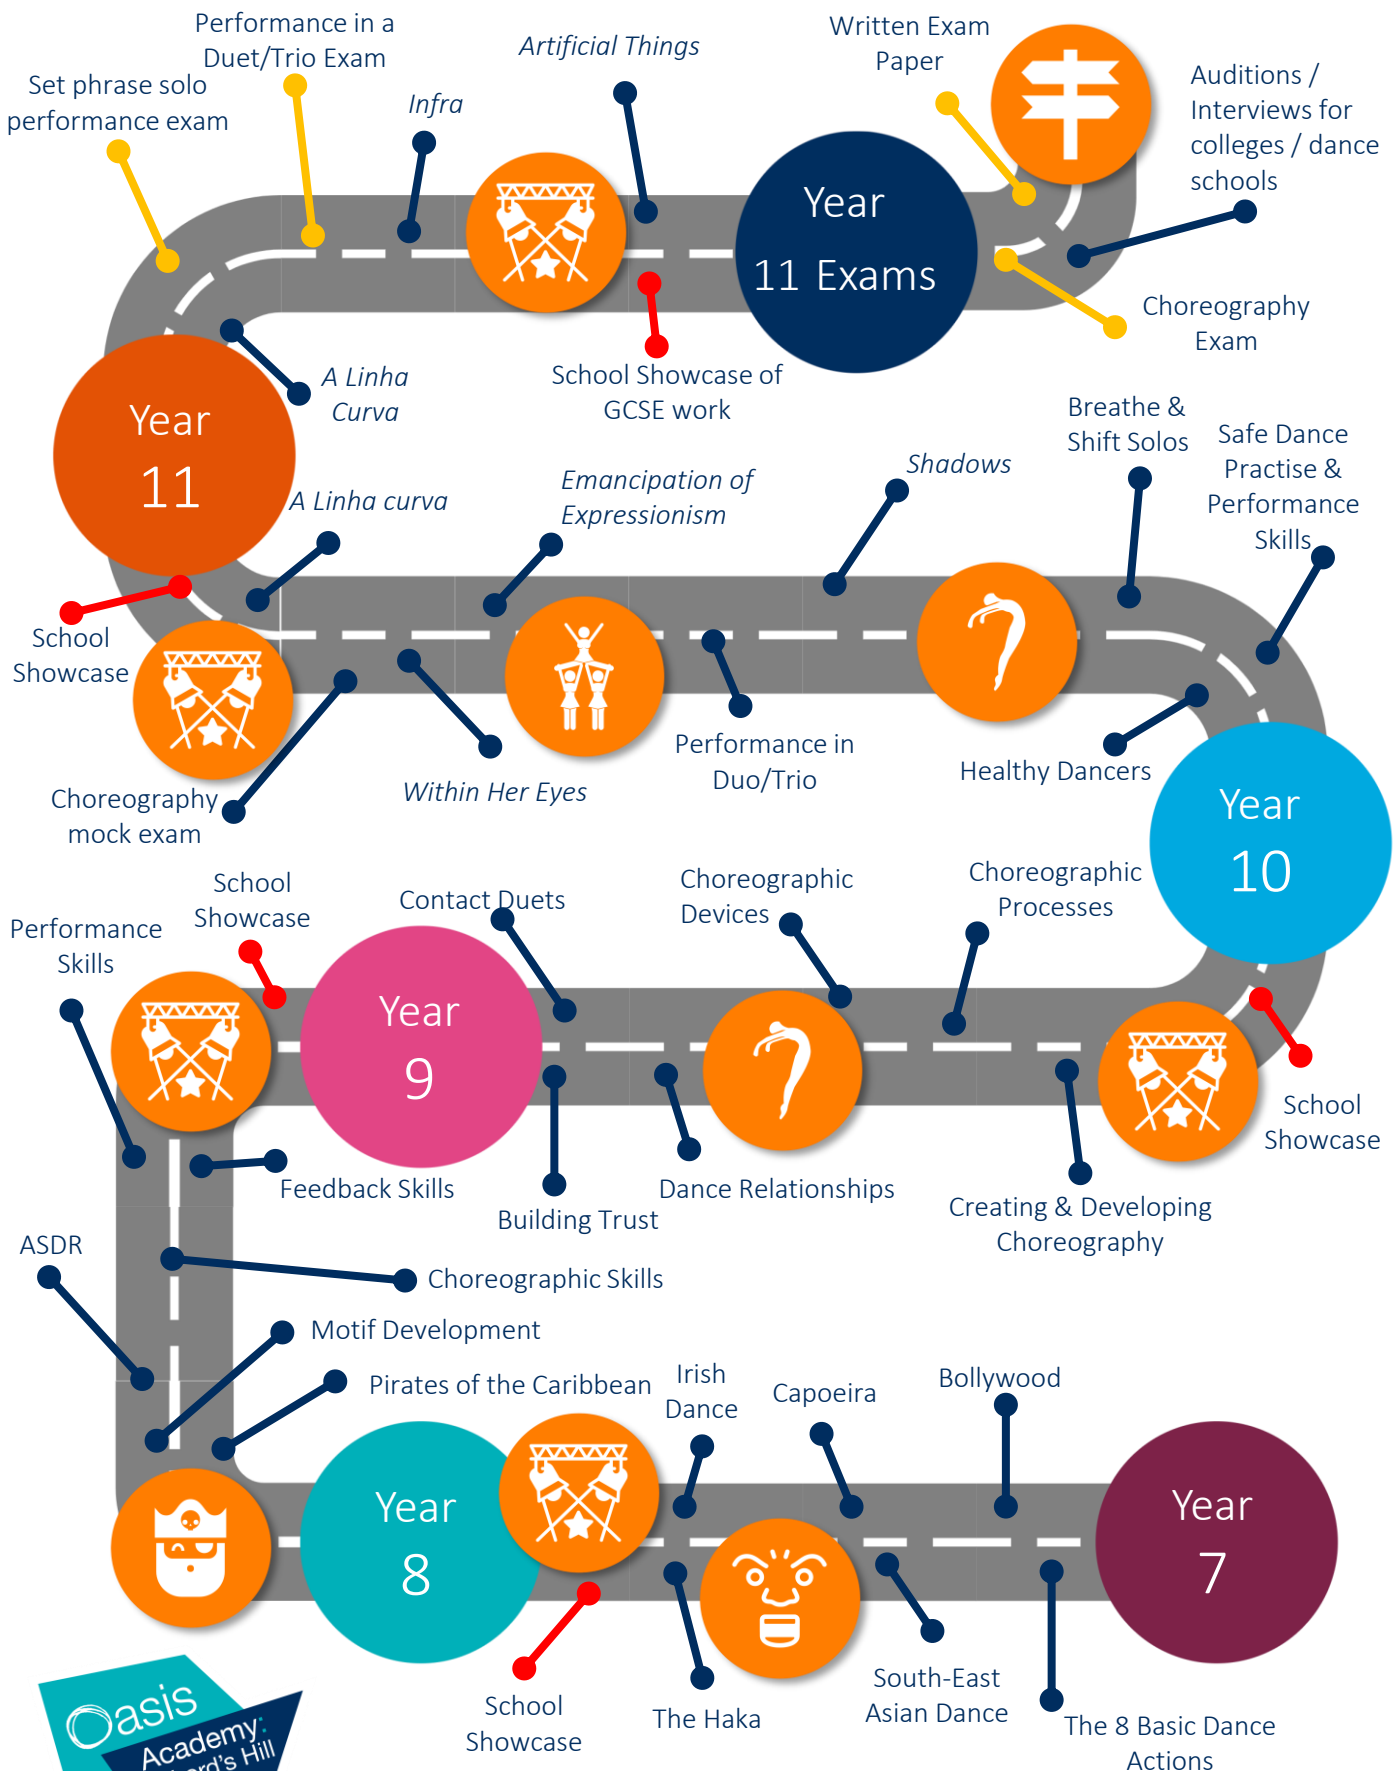 Performance in a
Duet/Trio Exam
Set phrase solo
performance exam
Infra
Artificial Things
Written Exam
Paper
Auditions /
Interviews for
colleges / dance
schools
Year
11 Exams
Choreography
Exam
School Showcase of
GCSE work
A Linha
Curva
Year
11
A Linha curva
Emancipation of
Expressionism
Shadows
Breathe &
Shift Solos
Safe Dance
Practise &
Performance
Skills
School
Showcase
Choreography
mock exam
Within Her Eyes
Performance in
Duo/Trio
Healthy Dancers
Year
10
School
Showcase
Performance
Skills
Contact Duets
Choreographic
Devices
Choreographic
Processes
Year
9
School
Showcase
Feedback Skills
Building Trust
Dance Relationships
Creating & Developing
Choreography
ASDR
Choreographic Skills
Motif Development
Pirates of the Caribbean
Irish
Dance
Capoeira
Bollywood
Year
8
Year
7
School
Showcase
The Haka
South-East
Asian Dance
The 8 Basic Dance
Actions
Oasis
Academy:
Hill